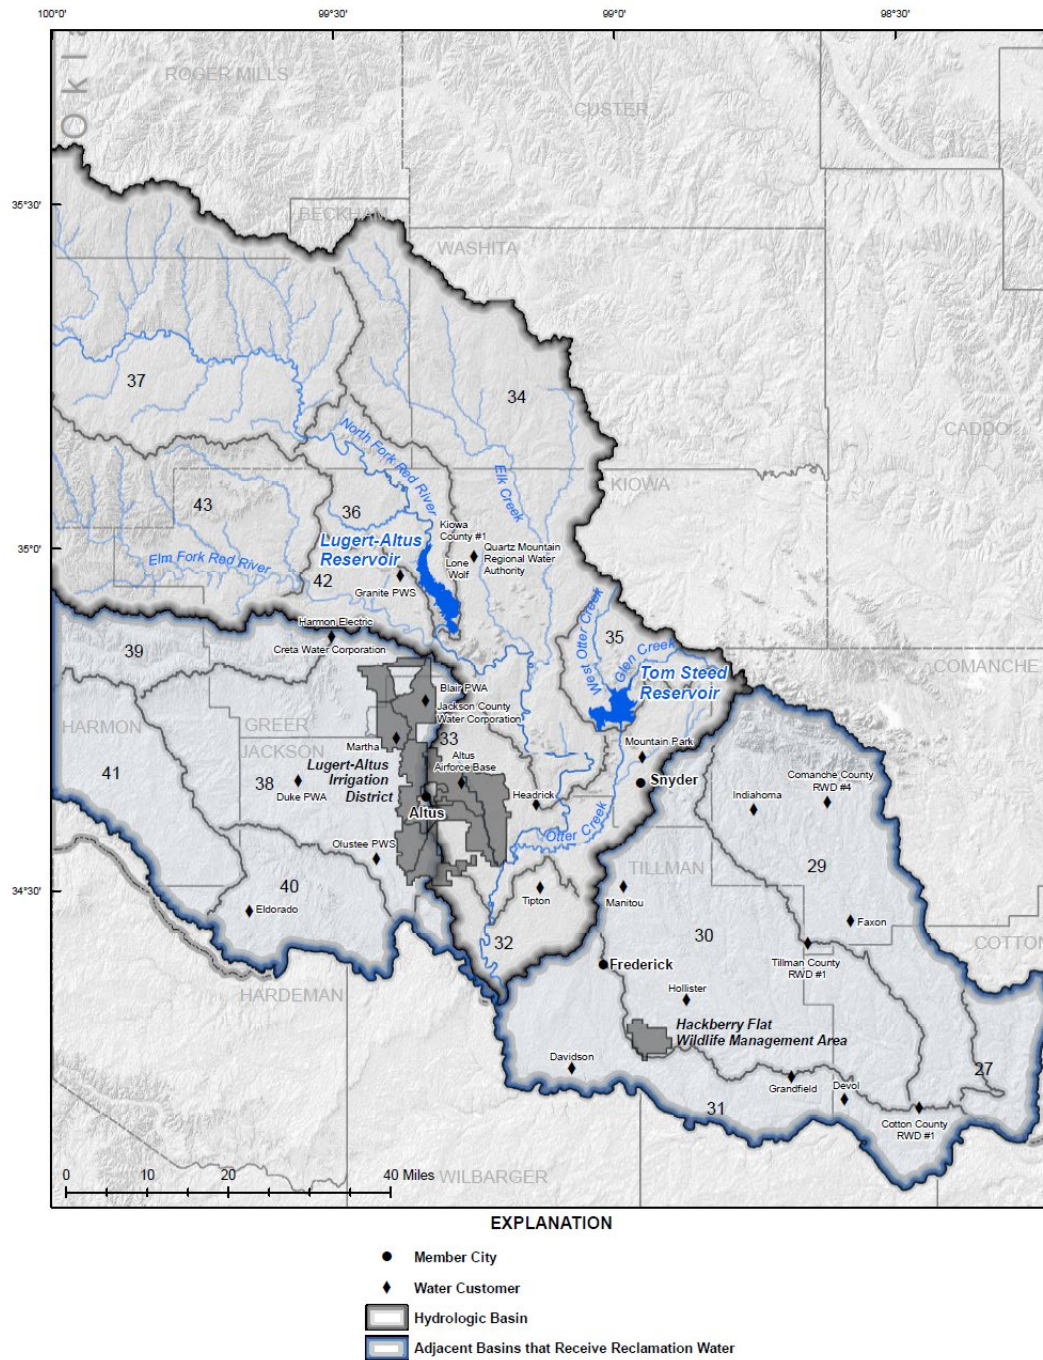 100°0'
99°30'
99°0'
98°30'
Okla
ROGER MILLS
CUSTER
35°30'
BECKHAM
WASHITA
37
34
CADDO
North Fork Red River
Elk Creek
KIOWA
43
36
Kiowa
County #1
35°0'
Lugert-Altus
Reservoir
Lone
Wolf
Quartz Mountain
Regional Water
Authority
Elm Fork Red River
42
Granite PWS
West Otter Creek
35
Glen Creek
Harmon Electric
39
Creta Water Corporation
COMANCHE
Tom Steed
Reservoir
Blair PWA
HARMON
GREER
Jackson County
Water Corporation
33
JACKSON
Martha
Mountain Park
41
38
Lugert-Altus
Irrigation
District
Altus
Airforce Base
Snyder
Comanche County
RWD #4
Duke PWA
Headrick
Indiahoma
Altus
Otter Creek
Olustee PWS
TILLMAN
29
34°30'
40
Tipton
Manitou
Eldorado
Faxon
32
30
COTTON
Frederick
Tillman County
RWD #1
HARDEMAN
Hollister
Hackberry Flat
Wildlife Management Area
Davidson
27
Grandfield
Devol
31
Cotton County
RWD #1
0
10
20
40 Miles
WILBARGER
EXPLANATION
Member City
Water Customer
Hydrologic Basin
Adjacent Basins that Receive Reclamation Water